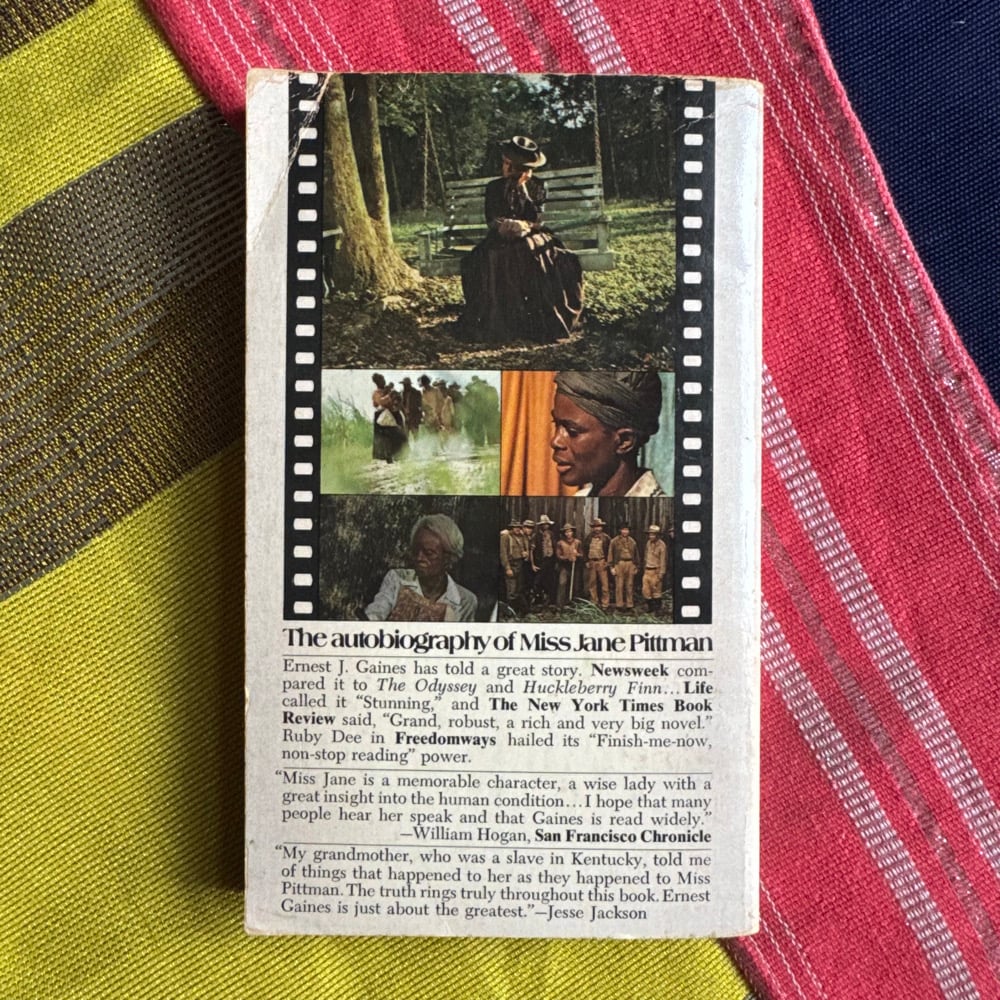 The autobiography of Miss Jane Pittman
Ernest J. Gaines has told a great story. Newsweek com-
pared it to The Odyssey and Huckleberry Finn... Life
called it “Stunning,” and The New York Times Book
Review said, “Grand, robust, a rich and very big novel.”
Ruby Dee in Freedomways hailed its “Finish-me-now,
non-stop reading” power.
“Miss Jane is a memorable character, a wise lady with a
great insight into the human condition...I hope that many
people hear her speak and that Gaines is read widely.”
—William Hogan, San Francisco Chronicle
“My grandmother, who was a slave in Kentucky, told me
of things that happened to her as they happened to Miss
Pittman. The truth rings truly throughout this book. Ernest
Gaines is just about the greatest.”—Jesse Jackson